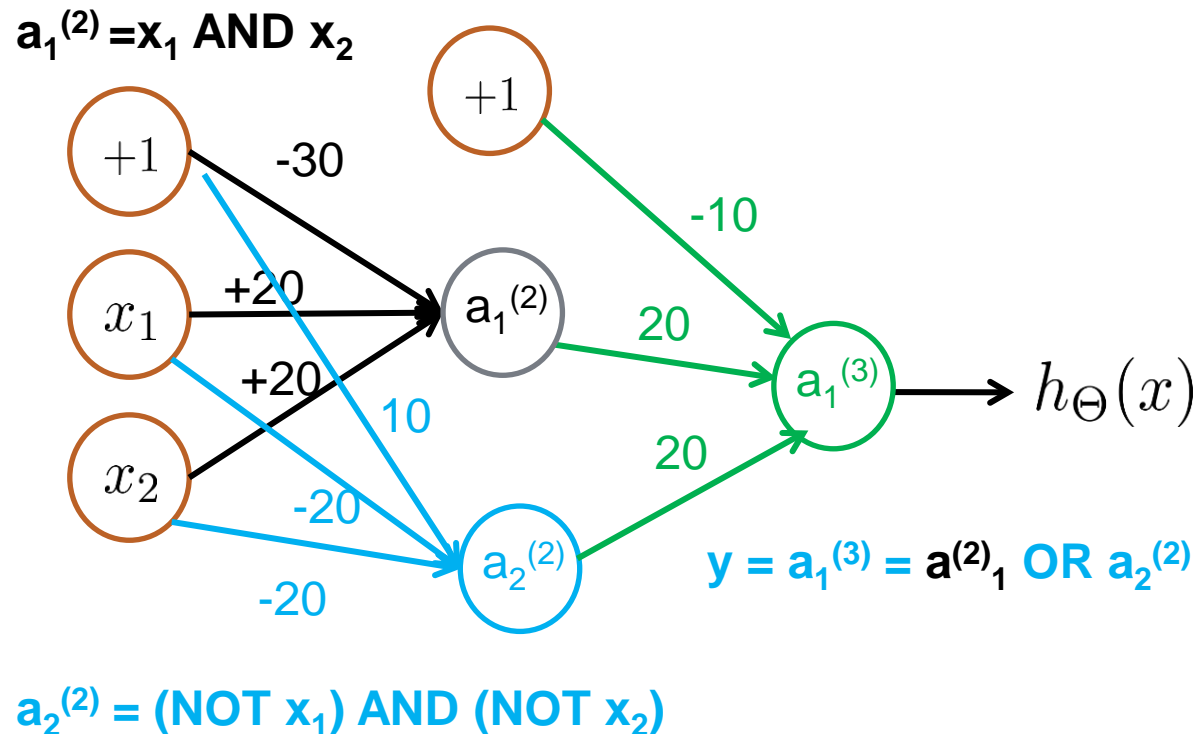 a₁⁽²⁾ =x₁ AND x₂
+1
+1
-30
-10
x₁
+20
a₁⁽²⁾
20
a₁⁽³⁾
h_Θ(x)
+20
10
x₂
20
-20
a₂⁽²⁾
y = a₁⁽³⁾ = a⁽²⁾₁ OR a₂⁽²⁾
-20
a₂⁽²⁾ = (NOT x₁) AND (NOT x₂)